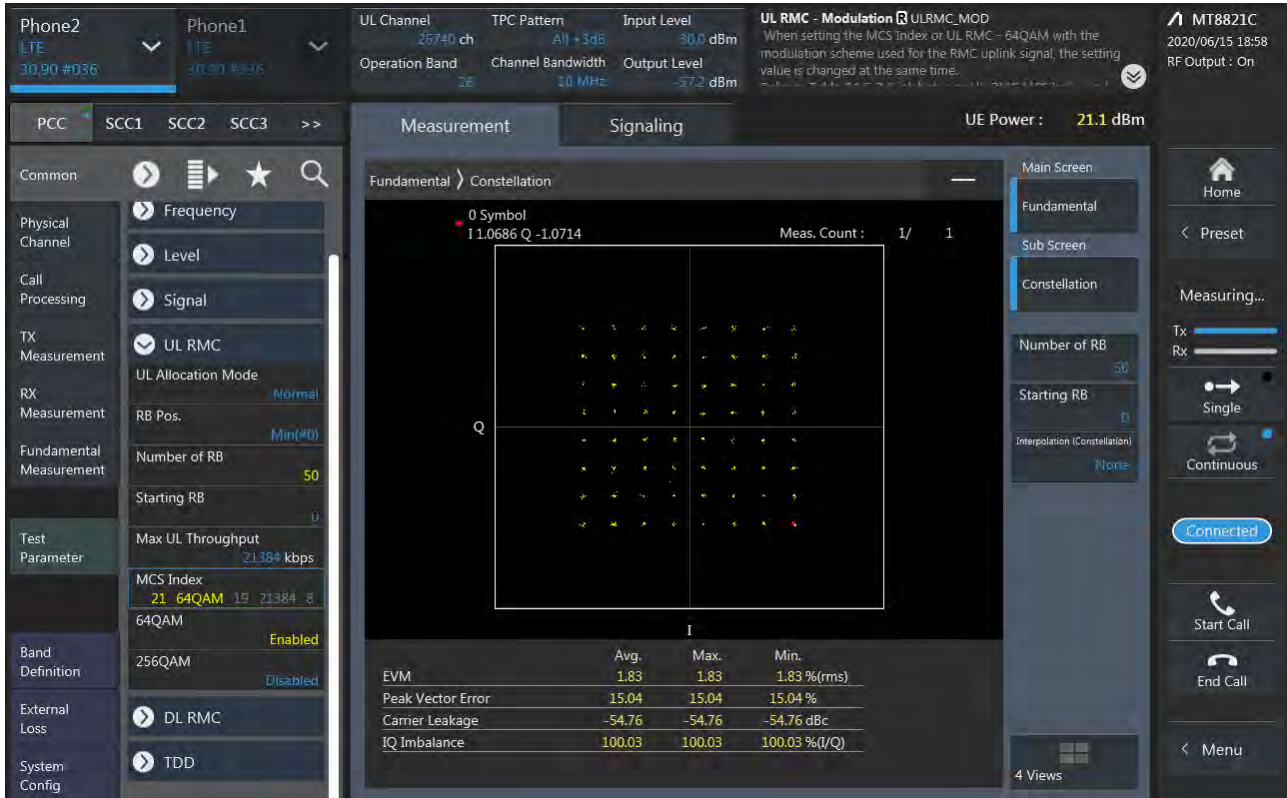 Phone2
LTE
30.90 #036
Phone1
LTE
30.90 #036
UL Channel
26740 ch
TPC Pattern
All +3dB
Input Level
30.0 dBm
Operation Band
26
Channel Bandwidth
10 MHz
Output Level
-57.2 dBm
UL RMC - Modulation R ULRMC_MOD
When setting the MCS Index or UL RMC – 64QAM with the
modulation scheme used for the RMC uplink signal, the setting
value is changed at the same time.
MT8821C
2020/06/15 18:58
RF Output : On
PCC
SCC1
SCC2
SCC3
>>
Measurement
Signaling
UE Power : 21.1 dBm
Common
Physical
Channel
Call
Processing
TX
Measurement
RX
Measurement
Fundamental
Measurement
Test
Parameter
Band
Definition
External
Loss
System
Config
Frequency
Level
Signal
UL RMC
UL Allocation Mode
Normal
RB Pos.
Min(#0)
Number of RB
50
Starting RB
0
Max UL Throughput
21384 kbps
MCS Index
21 64QAM 19 21384 8
64QAM
Enabled
256QAM
Disabled
DL RMC
TDD
Fundamental 〉 Constellation
0 Symbol
I 1.0686 Q -1.0714
Meas. Count : 1/ 1
Q
I
Avg. Max. Min.
EVM 1.83 1.83 1.83 %(rms)
Peak Vector Error 15.04 15.04 15.04 %
Carrier Leakage -54.76 -54.76 -54.76 dBc
IQ Imbalance 100.03 100.03 100.03 %(I/Q)
Main Screen
Fundamental
Sub Screen
Constellation
Number of RB
50
Starting RB
0
Interpolation (Constellation)
None
4 Views
Home
< Preset
Measuring...
Tx
Rx
Single
Continuous
Connected
Start Call
End Call
< Menu